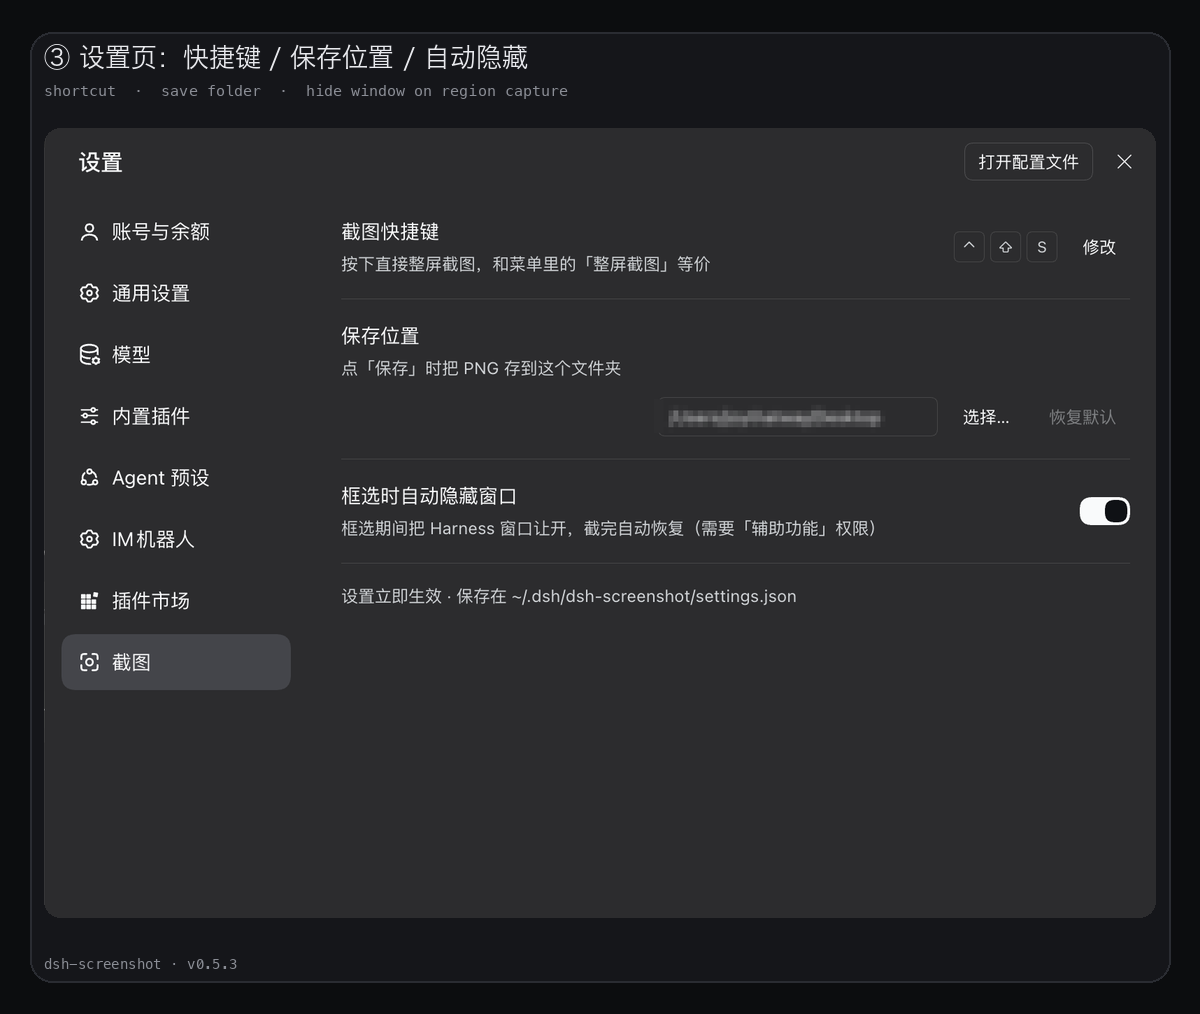 ③ 设置页：快捷键 / 保存位置 / 自动隐藏
shortcut · save folder · hide window on region capture
设置
打开配置文件
账号与余额
通用设置
模型
内置插件
Agent 预设
IM 机器人
插件市场
截图
截图快捷键
按下直接整屏截图，和菜单里的「整屏截图」等价
S
修改
保存位置
点「保存」时把 PNG 存到这个文件夹
选择...
恢复默认
框选时自动隐藏窗口
框选期间把 Harness 窗口让开，截完自动恢复（需要「辅助功能」权限）
设置立即生效 · 保存在 ~/.dsh/dsh-screenshot/settings.json
dsh-screenshot · v0.5.3